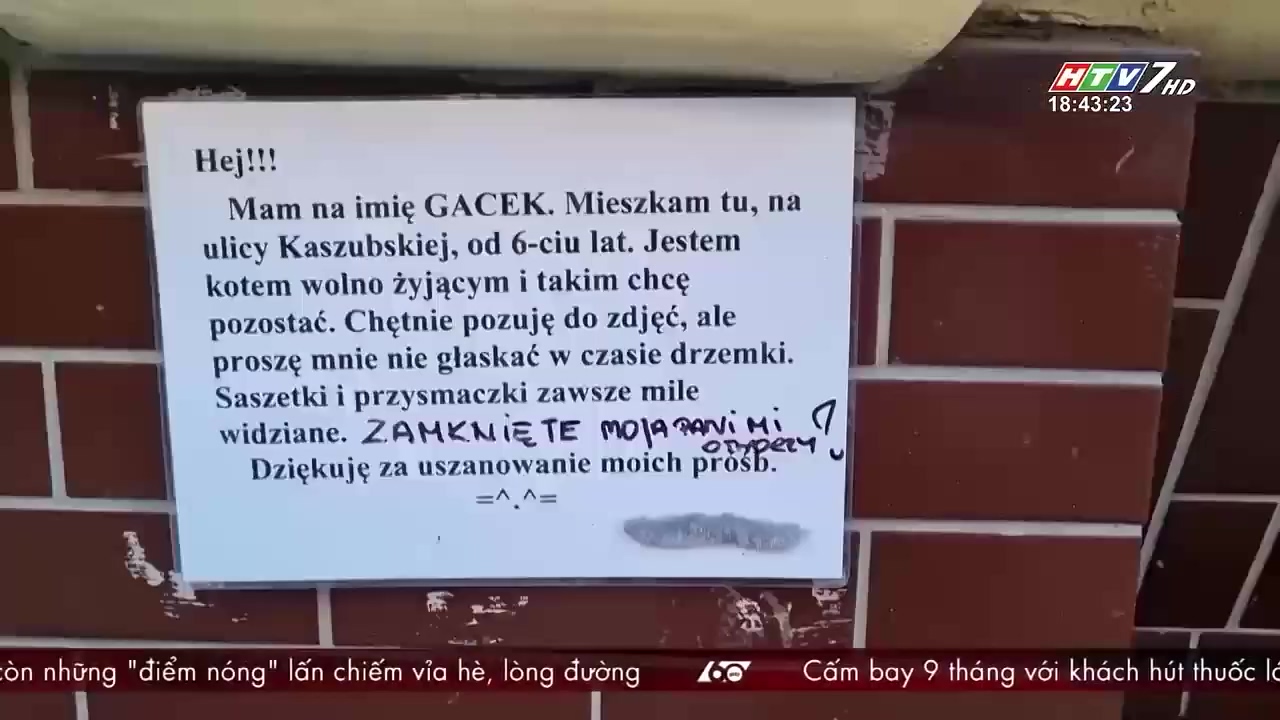 HTV7 HD
18:43:23
Hej!!!
Mam na imię GACEK. Mieszkam tu, na
ulicy Kaszubskiej, od 6-ciu lat. Jestem
kotem wolno żyjącym i takim chcę
pozostać. Chętnie pozuję do zdjęć, ale
proszę mnie nie głaskać w czasie drzemki.
Saszetki i przysmaczki zawsze mile
widziane. ZAMKNIĘTE MOJA PANI MI
OTWORZY!
Dziękuję za uszanowanie moich próśb.
=^.^=
còn những "điểm nóng" lấn chiếm vỉa hè, lòng đường
60 Cấm bay 9 tháng với khách hút thuốc lá